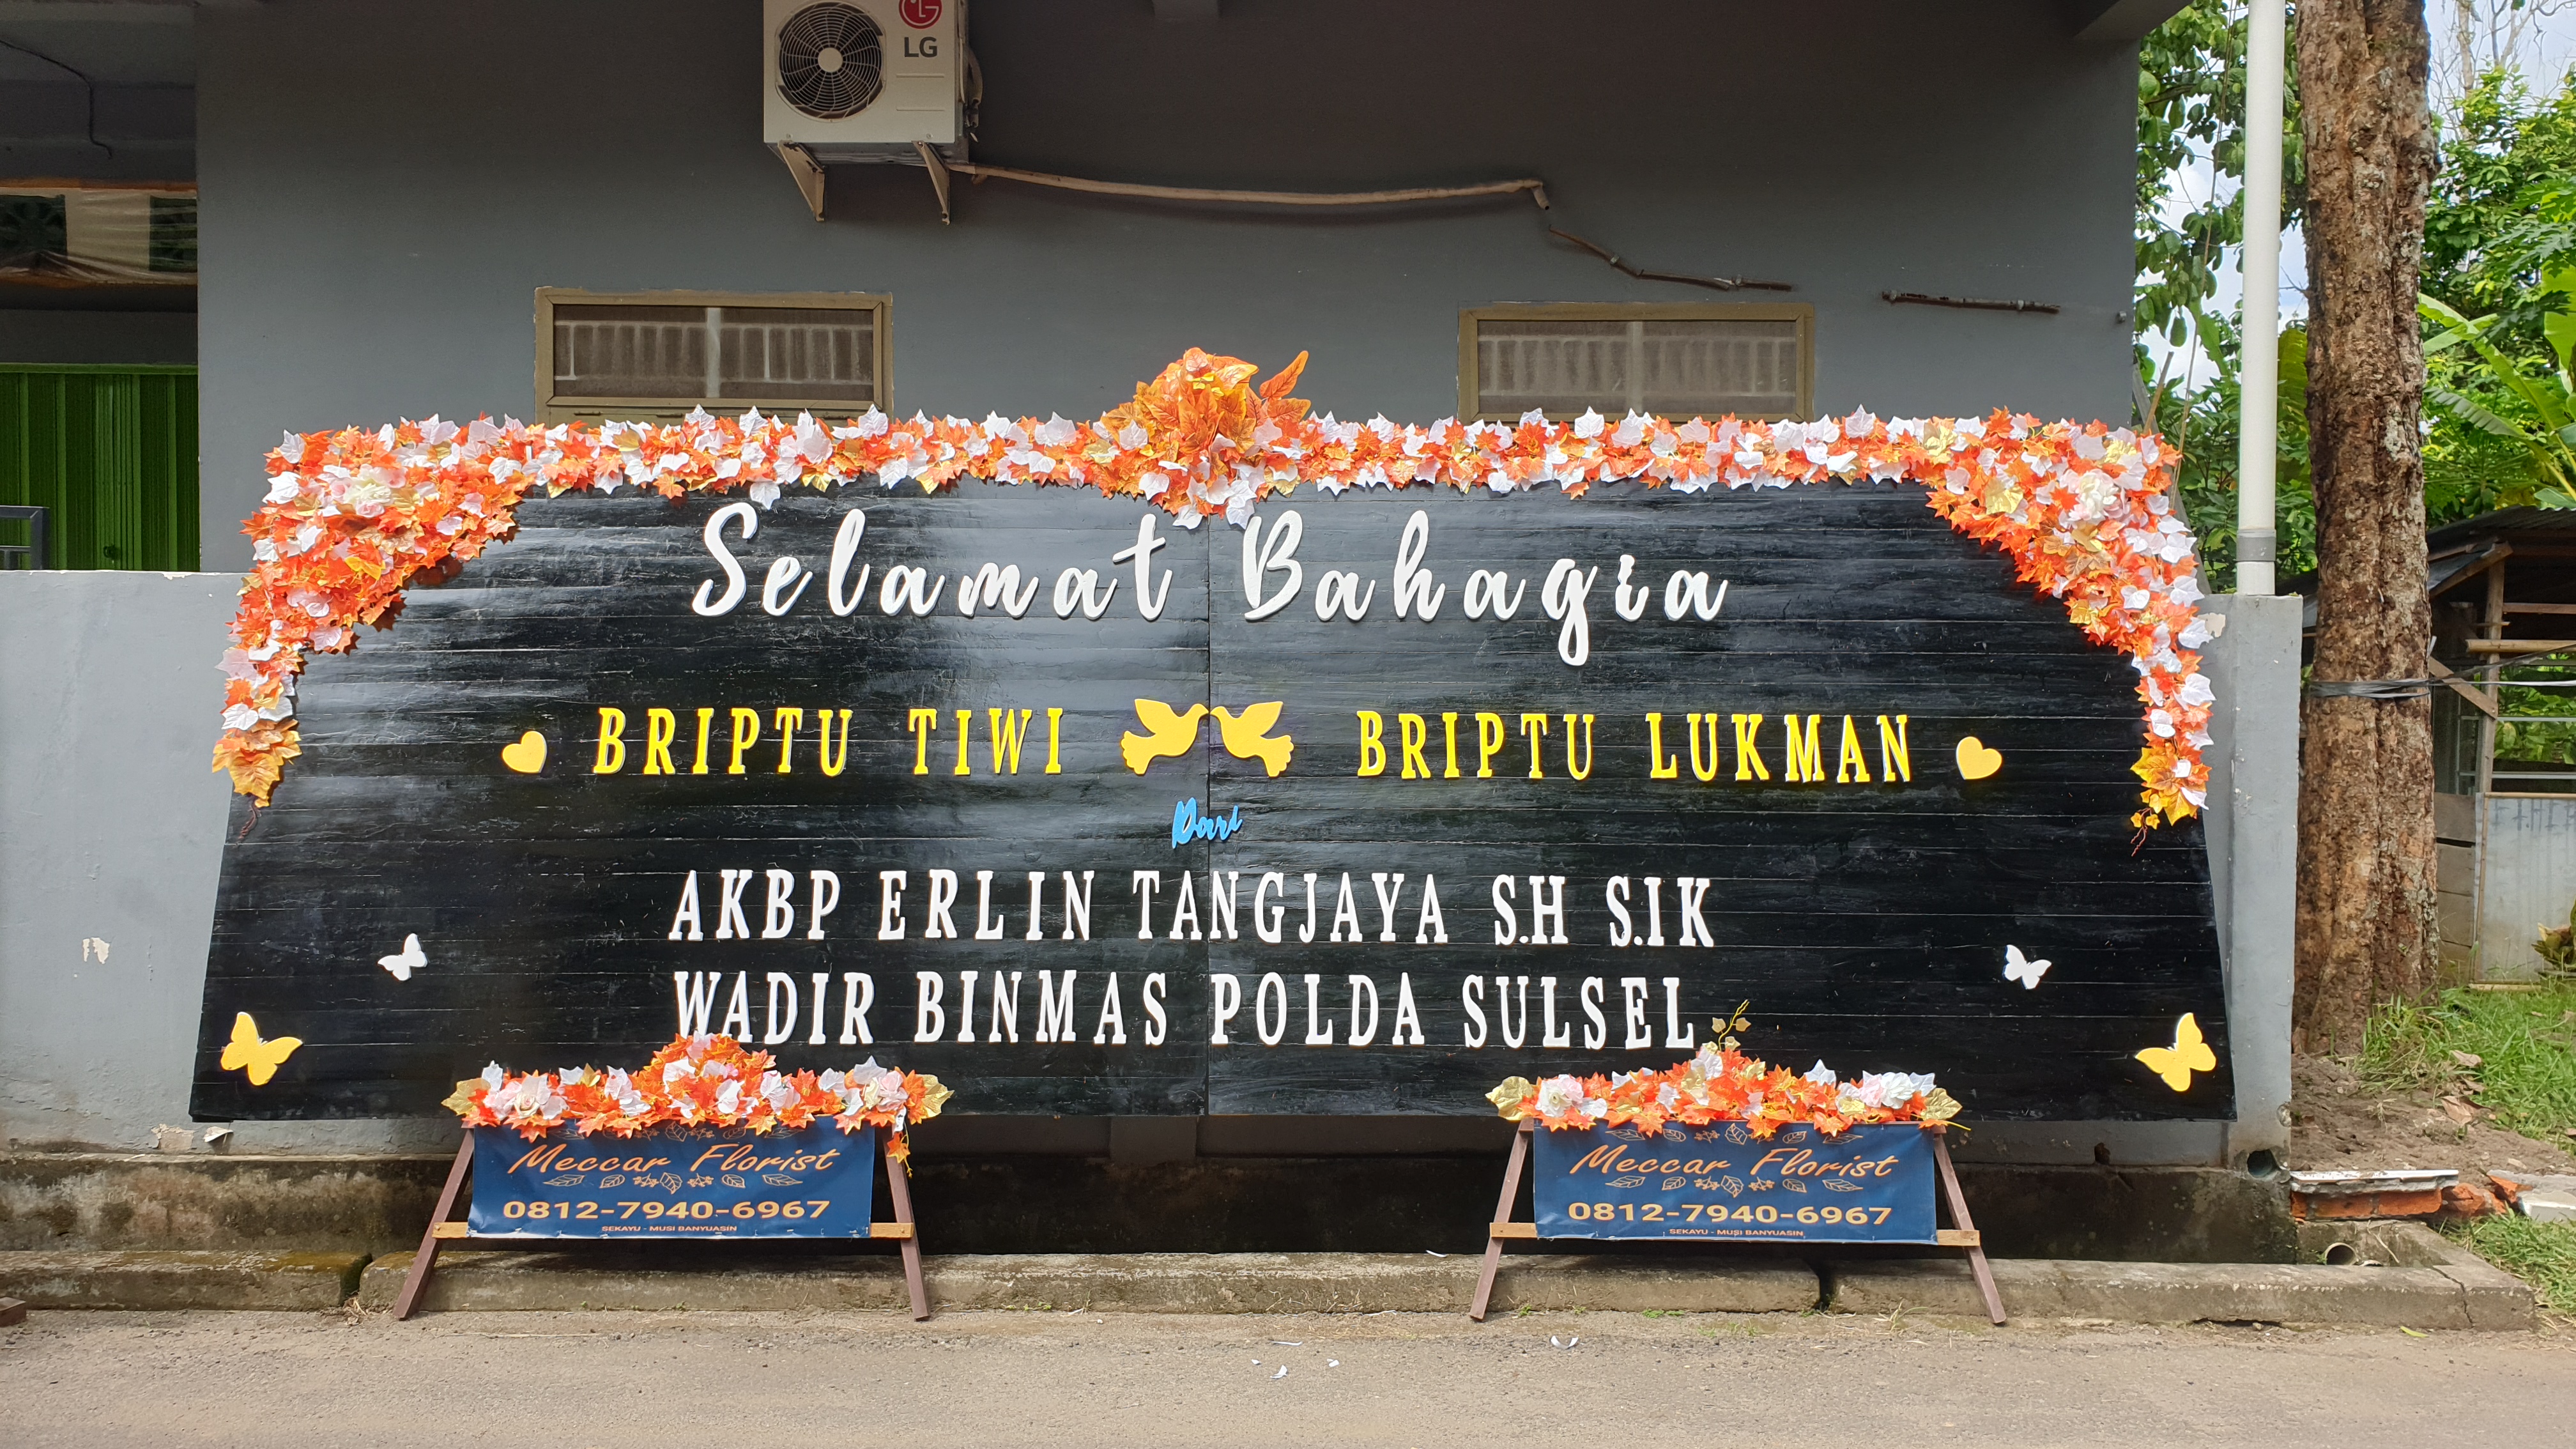 LG
Selamat Bahagia
BRIPTU TIWI BRIPTU LUKMAN
Dari
AKBP ERLIN TANGJAYA S.H S.IK
WADIR BINMAS POLDA SULSEL
Meccar Florist
0812-7940-6967
SEKAYU - MUSI BANYUASIN
Meccar Florist
0812-7940-6967
SEKAYU - MUSI BANYUASIN